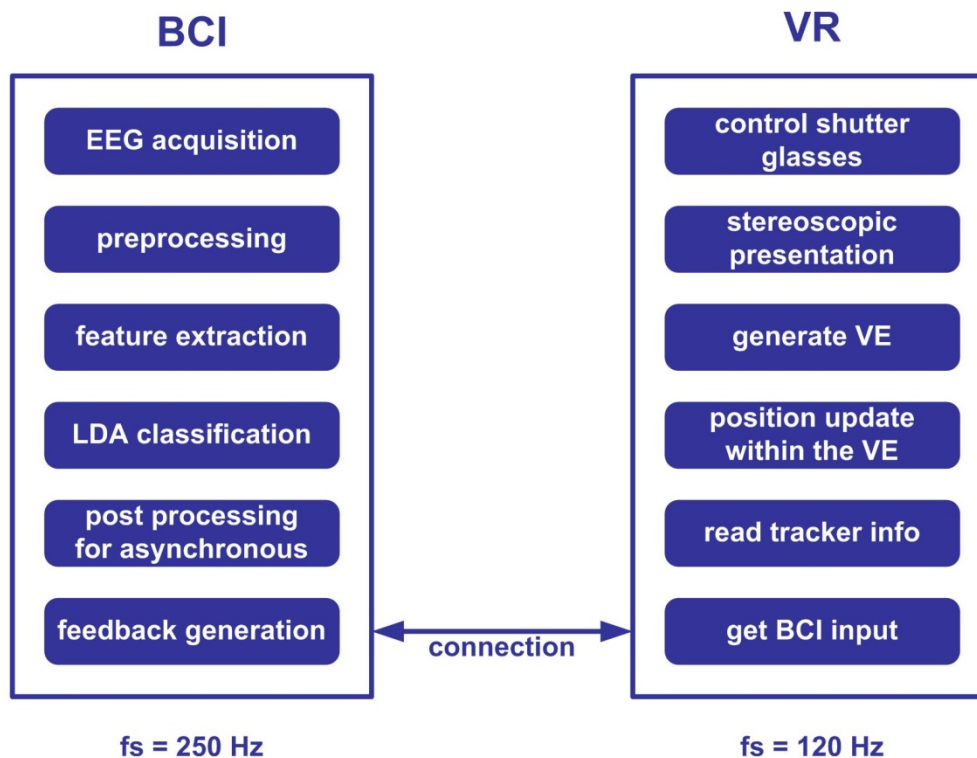 BCI
EEG acquisition
preprocessing
feature extraction
LDA classification
post processing
for asynchronous
feedback generation
fs = 250 Hz
connection
VR
control shutter
glasses
stereoscopic
presentation
generate VE
position update
within the VE
read tracker info
get BCI input
fs = 120 Hz